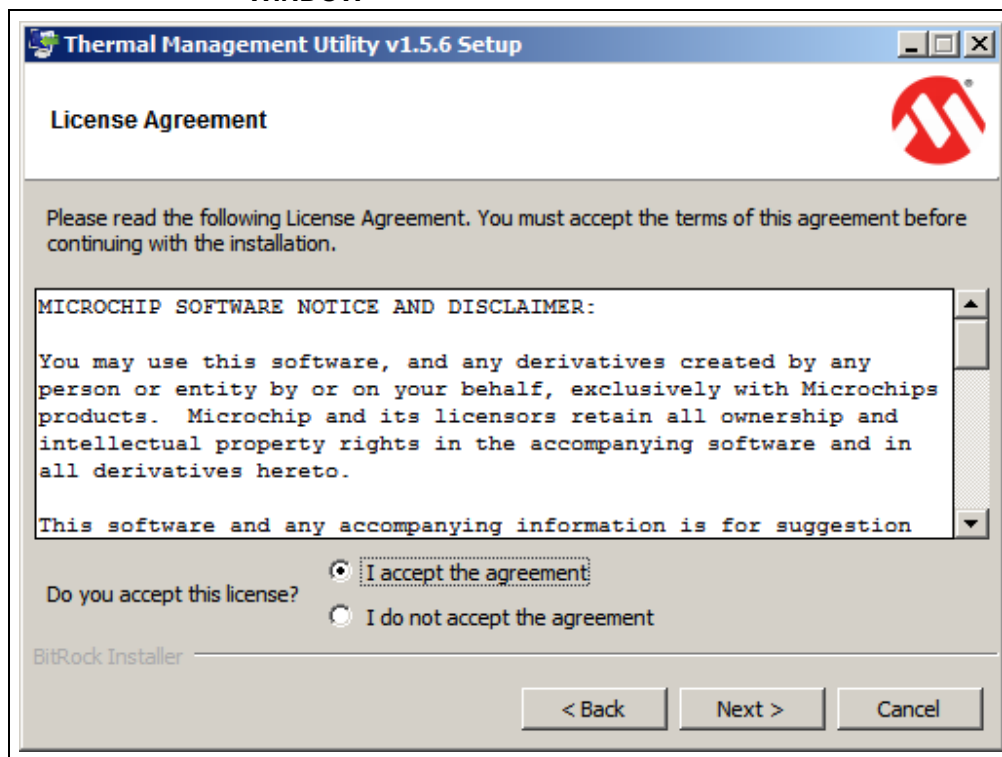 Thermal Management Utility v1.5.6 Setup
License Agreement
Please read the following License Agreement. You must accept the terms of this agreement before
continuing with the installation.
MICROCHIP SOFTWARE NOTICE AND DISCLAIMER:
You may use this software, and any derivatives created by any
person or entity by or on your behalf, exclusively with Microchips
products.  Microchip and its licensors retain all ownership and
intellectual property rights in the accompanying software and in
all derivatives hereto.
This software and any accompanying information is for suggestion
Do you accept this license?
I accept the agreement
I do not accept the agreement
BitRock Installer
< Back
Next >
Cancel